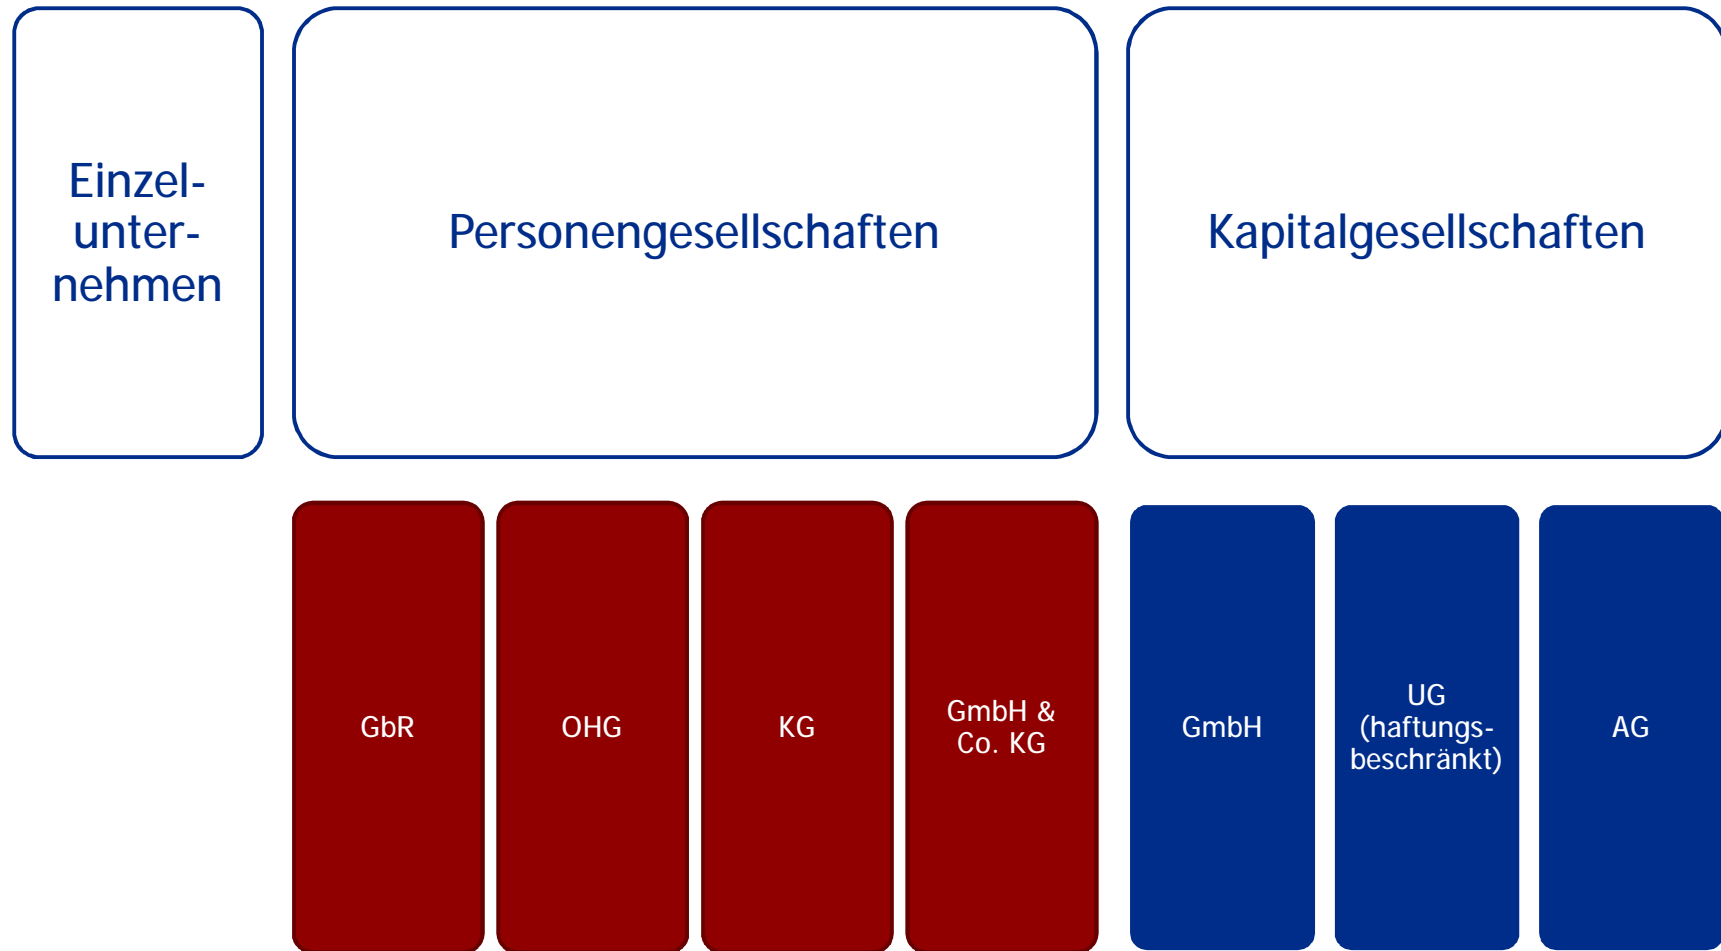 Einzel-
unter-
nehmen
Personengesellschaften
Kapitalgesellschaften
GbR
OHG
KG
GmbH &
Co. KG
GmbH
UG
(haftungs-
beschränkt)
AG